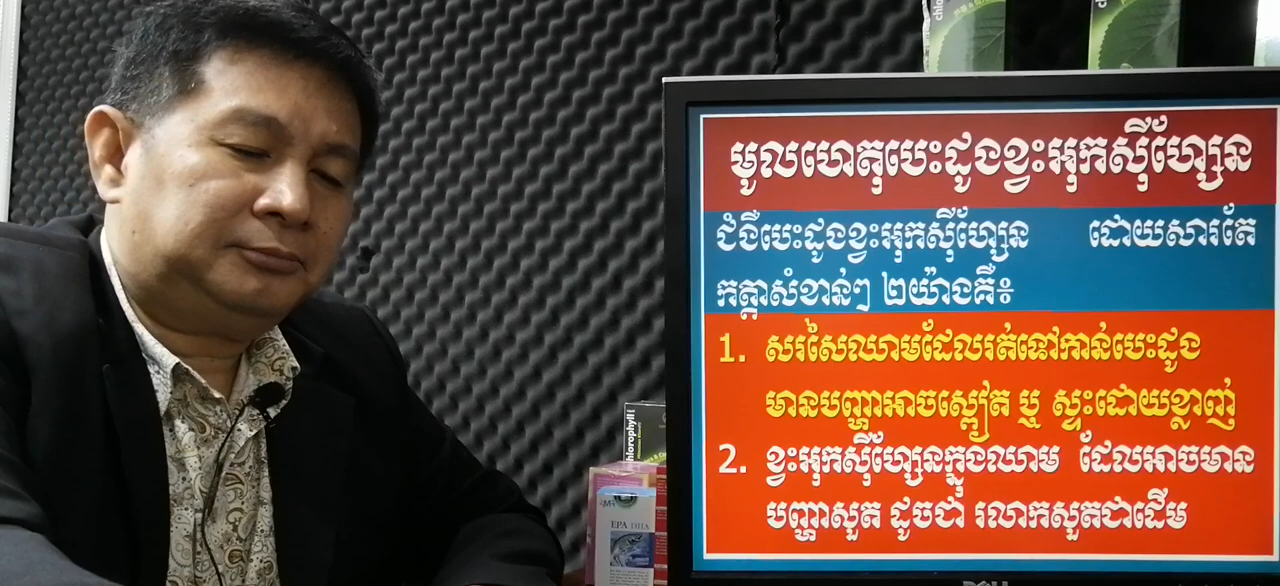 មូលហេតុបេះដូងខ្វះអុកស៊ីហ្សែន
ជំងឺបេះដូងខ្វះអុកស៊ីហ្សែន ដោយសារតែ
កត្តាសំខាន់ៗ ២យ៉ាងគឺ៖
1. សរសៃឈាមដែលរត់ទៅកាន់បេះដូង
មានបញ្ហាអាចស្ពៀត ឬ ស្ទះដោយខ្លាញ់
2. ខ្វះអុកស៊ីហ្សែនក្នុងឈាម ដែលអាចមាន
បញ្ហាសួត ដូចជា រលាកសួតជាដើម
chlorophyll
EPA DHA